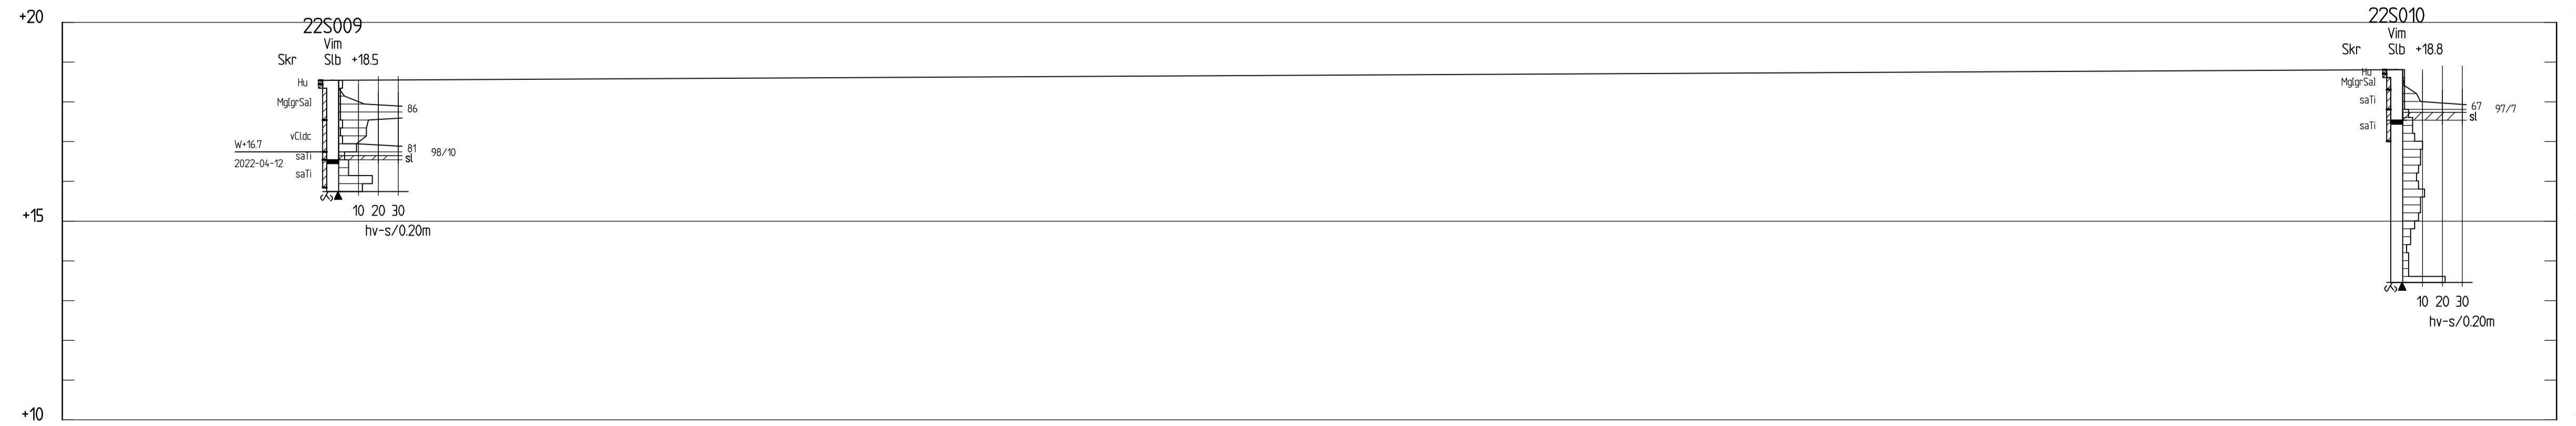 +20
22S009
Vim
Skr Slb +18.5
Hu
Mg[grSa]
86
vCldc
W+16.7
81
98/10
saTi
sl
2022-04-12
saTi
10 20 30
hv-s/0.20m
22S010
Vim
Skr Slb +18.8
Hu
Mg[grSa]
saTi
67 97/7
sl
saTi
10 20 30
hv-s/0.20m
+15
+10